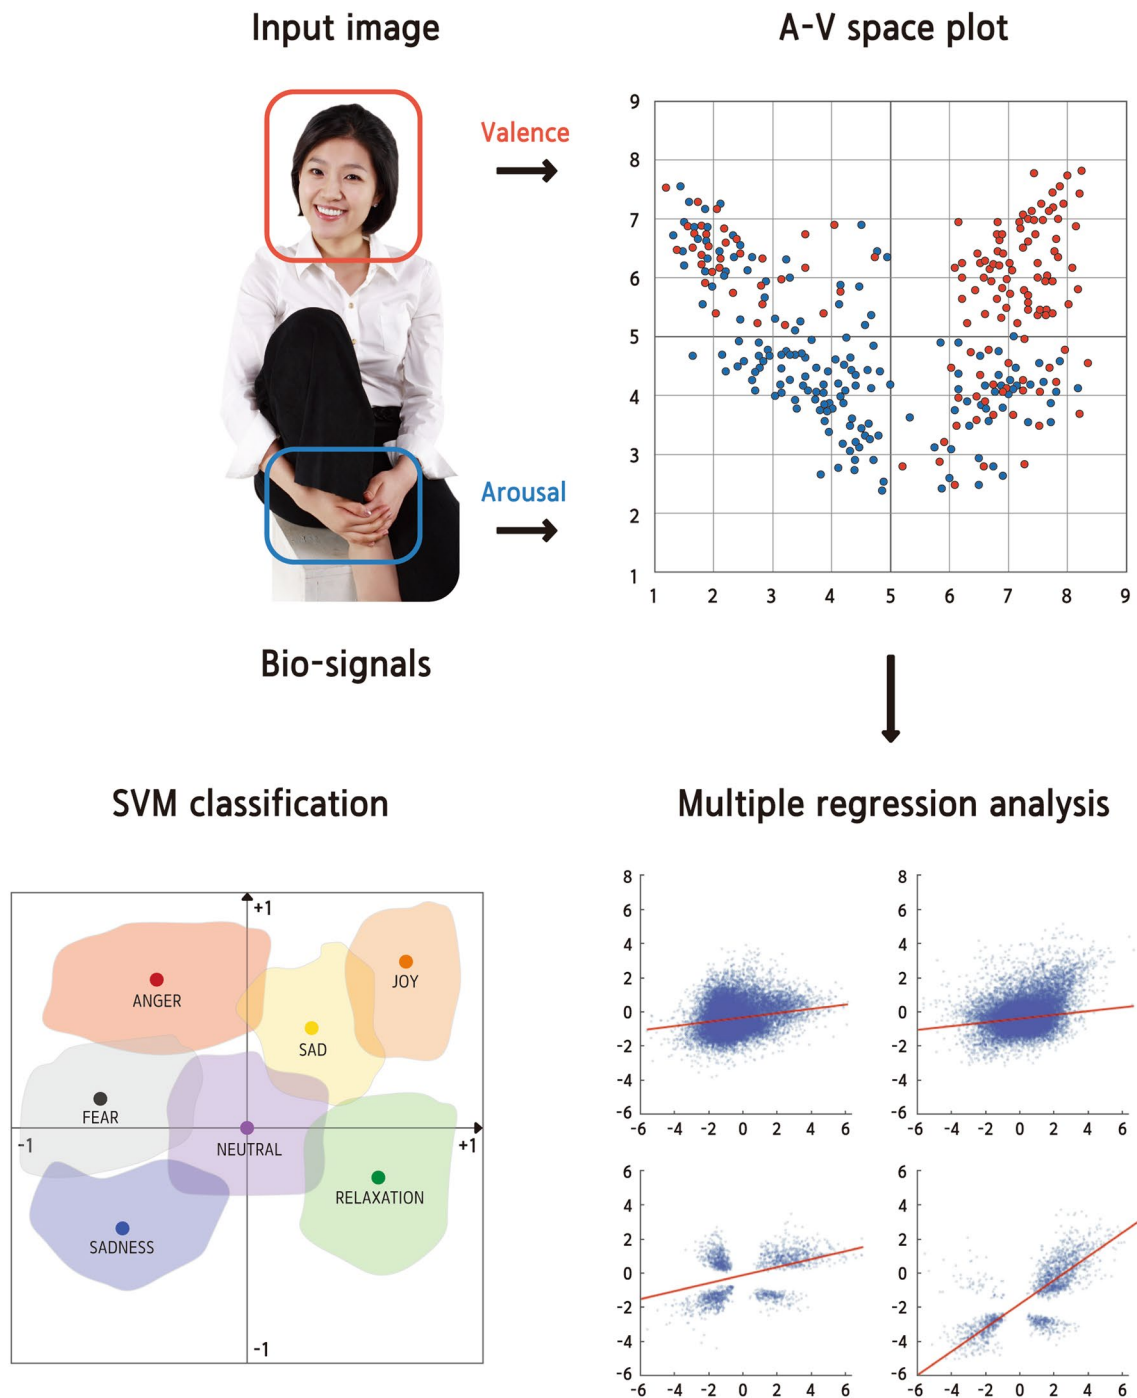 Input image
A-V space plot
Valence
Arousal
9
8
7
6
5
4
3
2
1
1 2 3 4 5 6 7 8 9
Bio-signals
SVM classification
Multiple regression analysis
+1
ANGER
JOY
SAD
FEAR
-1
+1
NEUTRAL
RELAXATION
SADNESS
-1
8
6
4
2
0
-2
-4
-6
-6 -4 -2 0 2 4 6
8
6
4
2
0
-2
-4
-6
-6 -4 -2 0 2 4 6
6
4
2
0
-2
-4
-6
-6 -4 -2 0 2 4 6
6
4
2
0
-2
-4
-6
-6 -4 -2 0 2 4 6